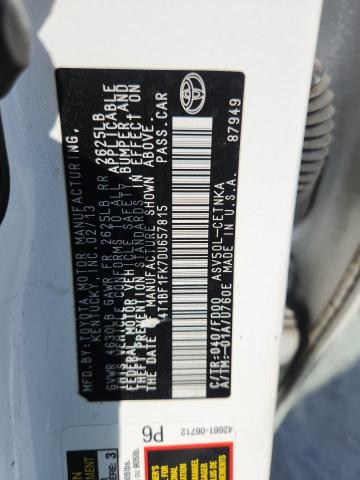 MFD.BY:TOYOTA MOTOR MANUFACTURING,
KENTUCKY,INC. 02/13
GVWR 4630LB GAWR FR 2625LB RR 2625LB
THIS VEHICLE CONFORMS TO ALL APPLICABLE
FEDERAL MOTOR VEHICLE SAFETY, BUMPER, AND
THEFT PREVENTION STANDARDS IN EFFECT ON
THE DATE OF MANUFACTURE SHOWN ABOVE.
4T1BF1FK7DU657815 PASS.CAR
C/TR:040/FD00 ASV50L-CETNKA
A/TM:-01A/U760E MADE IN U.S.A.
87949
42661-06712
P6